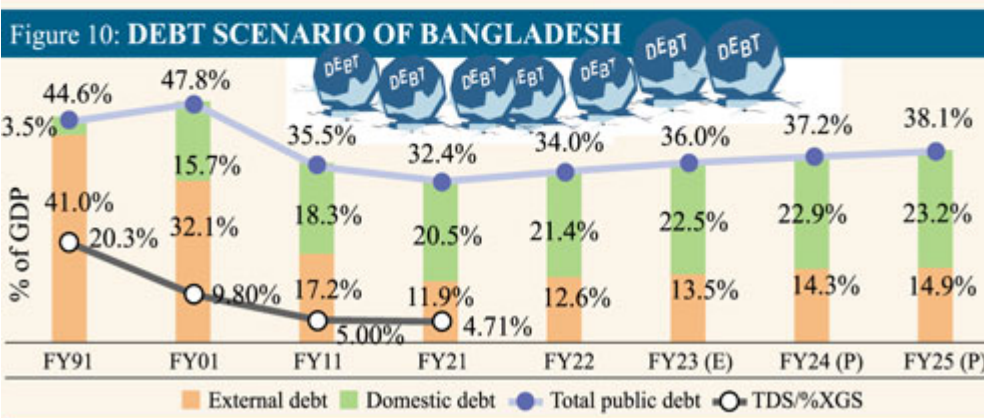 Figure 10: DEBT SCENARIO OF BANGLADESH
DEBT DEBT DEBT DEBT DEBT DEBT DEBT
44.6% 47.8% 35.5% 32.4% 34.0% 36.0% 37.2% 38.1%
3.5% 15.7% 18.3% 20.5% 21.4% 22.5% 22.9% 23.2%
41.0% 32.1% 17.2% 11.9% 12.6% 13.5% 14.3% 14.9%
20.3% 9.80% 5.00% 4.71%
% of GDP
FY91 FY01 FY11 FY21 FY22 FY23 (E) FY24 (P) FY25 (P)
External debt Domestic debt Total public debt TDS/%XGS